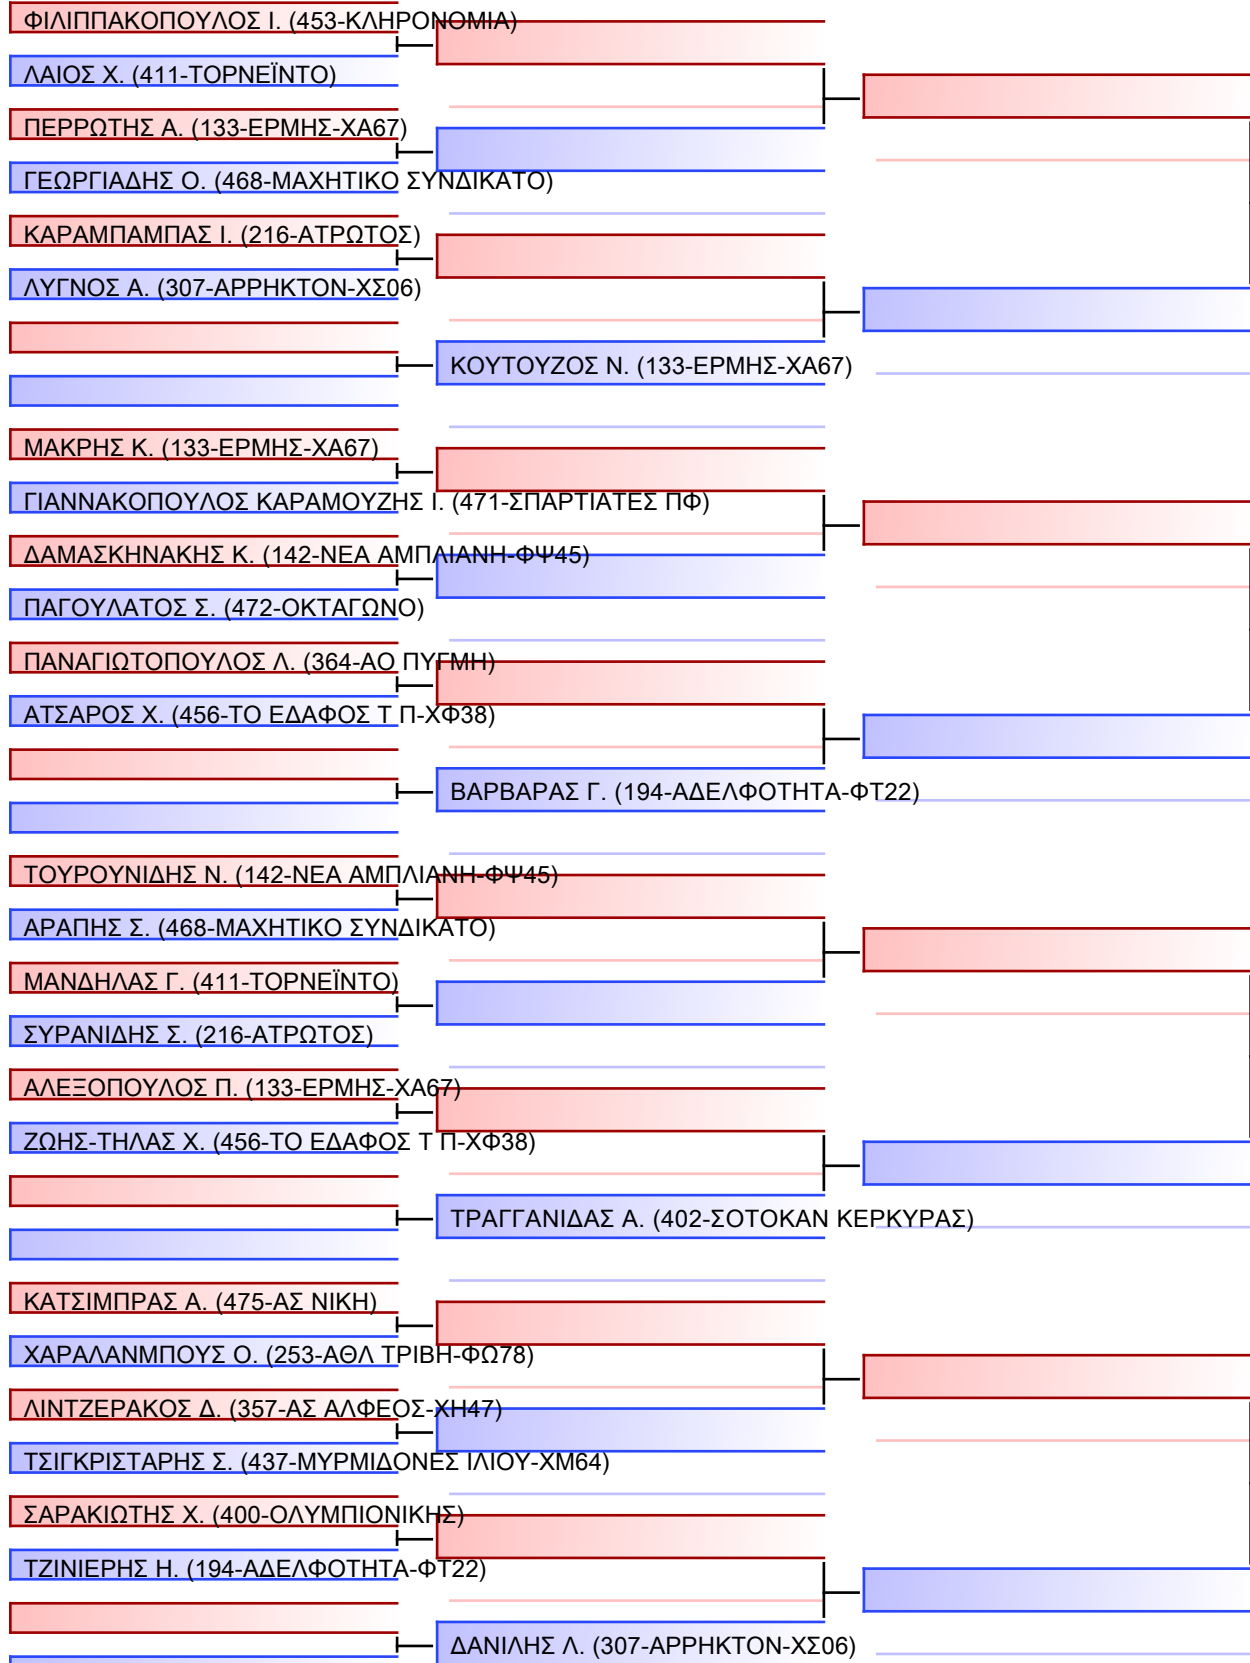 ΦΙΛΙΠΠΑΚΟΠΟΥΛΟΣ Ι. (453-ΚΛΗΡΟΝΟΜΙΑ)
ΛΑΙΟΣ Χ. (411-ΤΟΡΝΕΪΝΤΟ)
ΠΕΡΡΩΤΗΣ Α. (133-ΕΡΜΗΣ-ΧΑ67)
ΓΕΩΡΓΙΑΔΗΣ Ο. (468-ΜΑΧΗΤΙΚΟ ΣΥΝΔΙΚΑΤΟ)
ΚΑΡΑΜΠΑΜΠΑΣ Ι. (216-ΑΤΡΩΤΟΣ)
ΛΥΓΝΟΣ Α. (307-ΑΡΡΗΚΤΟΝ-ΧΣ06)
ΚΟΥΤΟΥΖΟΣ Ν. (133-ΕΡΜΗΣ-ΧΑ67)
ΜΑΚΡΗΣ Κ. (133-ΕΡΜΗΣ-ΧΑ67)
ΓΙΑΝΝΑΚΟΠΟΥΛΟΣ ΚΑΡΑΜΟΥΖΗΣ Ι. (471-ΣΠΑΡΤΙΑΤΕΣ ΠΦ)
ΔΑΜΑΣΚΗΝΑΚΗΣ Κ. (142-ΝΕΑ ΑΜΠΛΙΑΝΗ-ΦΨ45)
ΠΑΓΟΥΛΑΤΟΣ Σ. (472-ΟΚΤΑΓΩΝΟ)
ΠΑΝΑΓΙΩΤΟΠΟΥΛΟΣ Λ. (364-ΑΟ ΠΥΓΜΗ)
ΑΤΣΑΡΟΣ Χ. (456-ΤΟ ΕΔΑΦΟΣ Τ Π-ΧΦ38)
ΒΑΡΒΑΡΑΣ Γ. (194-ΑΔΕΛΦΟΤΗΤΑ-ΦΤ22)
ΤΟΥΡΟΥΝΙΔΗΣ Ν. (142-ΝΕΑ ΑΜΠΛΙΑΝΗ-ΦΨ45)
ΑΡΑΠΗΣ Σ. (468-ΜΑΧΗΤΙΚΟ ΣΥΝΔΙΚΑΤΟ)
ΜΑΝΔΗΛΑΣ Γ. (411-ΤΟΡΝΕΪΝΤΟ)
ΣΥΡΑΝΙΔΗΣ Σ. (216-ΑΤΡΩΤΟΣ)
ΑΛΕΞΟΠΟΥΛΟΣ Π. (133-ΕΡΜΗΣ-ΧΑ67)
ΖΩΗΣ-ΤΗΛΑΣ Χ. (456-ΤΟ ΕΔΑΦΟΣ Τ Π-ΧΦ38)
ΤΡΑΓΓΑΝΙΔΑΣ Α. (402-ΣΟΤΟΚΑΝ ΚΕΡΚΥΡΑΣ)
ΚΑΤΣΙΜΠΡΑΣ Α. (475-ΑΣ ΝΙΚΗ)
ΧΑΡΑΛΑΝΜΠΟΥΣ Ο. (253-ΑΘΛ ΤΡΙΒΗ-ΦΩ78)
ΛΙΝΤΖΕΡΑΚΟΣ Δ. (357-ΑΣ ΑΛΦΕΟΣ-ΧΗ47)
ΤΣΙΓΚΡΙΣΤΑΡΗΣ Σ. (437-ΜΥΡΜΙΔΟΝΕΣ ΙΛΙΟΥ-ΧΜ64)
ΣΑΡΑΚΙΩΤΗΣ Χ. (400-ΟΛΥΜΠΙΟΝΙΚΗΣ)
ΤΖΙΝΙΕΡΗΣ Η. (194-ΑΔΕΛΦΟΤΗΤΑ-ΦΤ22)
ΔΑΝΙΛΗΣ Λ. (307-ΑΡΡΗΚΤΟΝ-ΧΣ06)